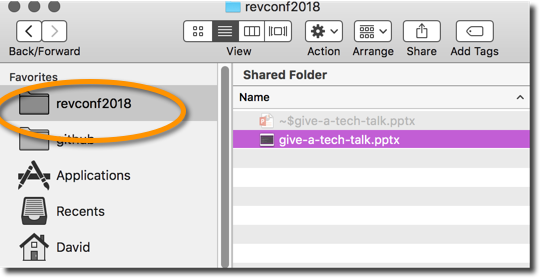 revconf2018
Back/Forward
View
Action
Arrange
Share
Add Tags
Favorites
revconf2018
github
Applications
Recents
David
Shared Folder
Name
~$give-a-tech-talk.pptx
give-a-tech-talk.pptx